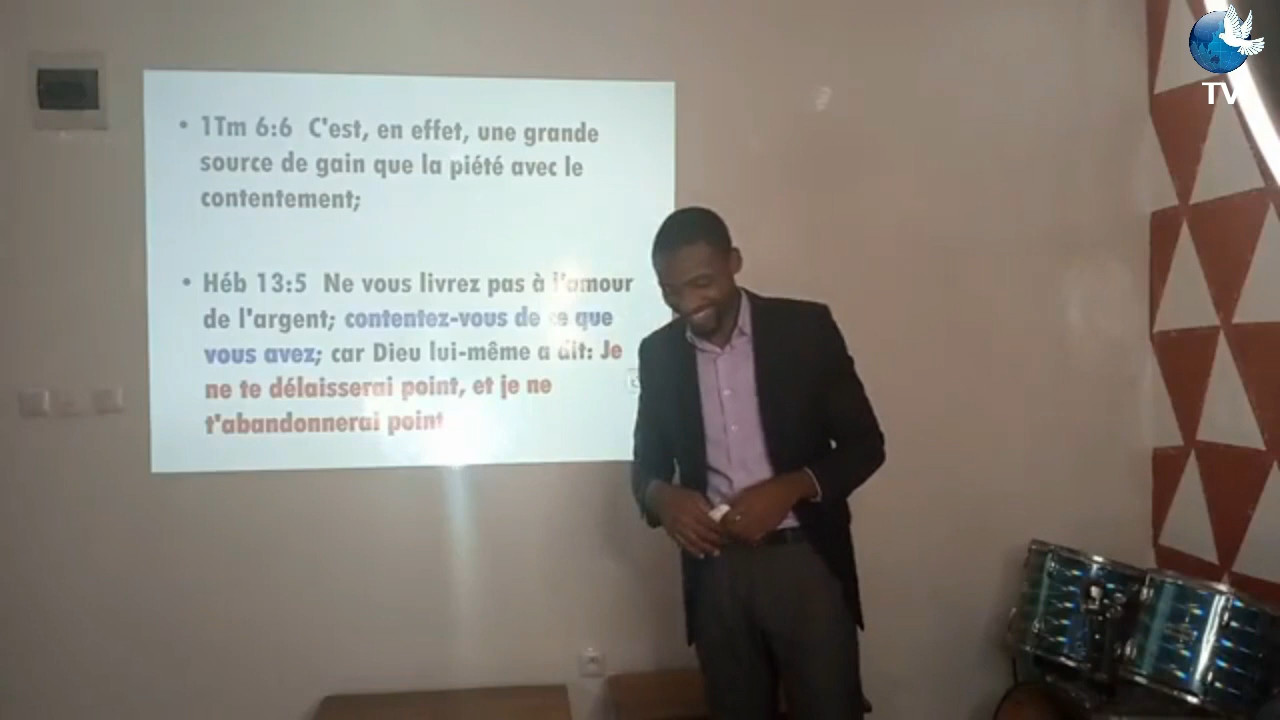 • 1Tm 6:6 C'est, en effet, une grande
source de gain que la piété avec le
contentement;
• Héb 13:5 Ne vous livrez pas à l'amour
de l'argent; contentez-vous de ce que
vous avez; car Dieu lui-même a dit: Je
ne te délaisserai point, et je ne
t'abandonnerai point
TV